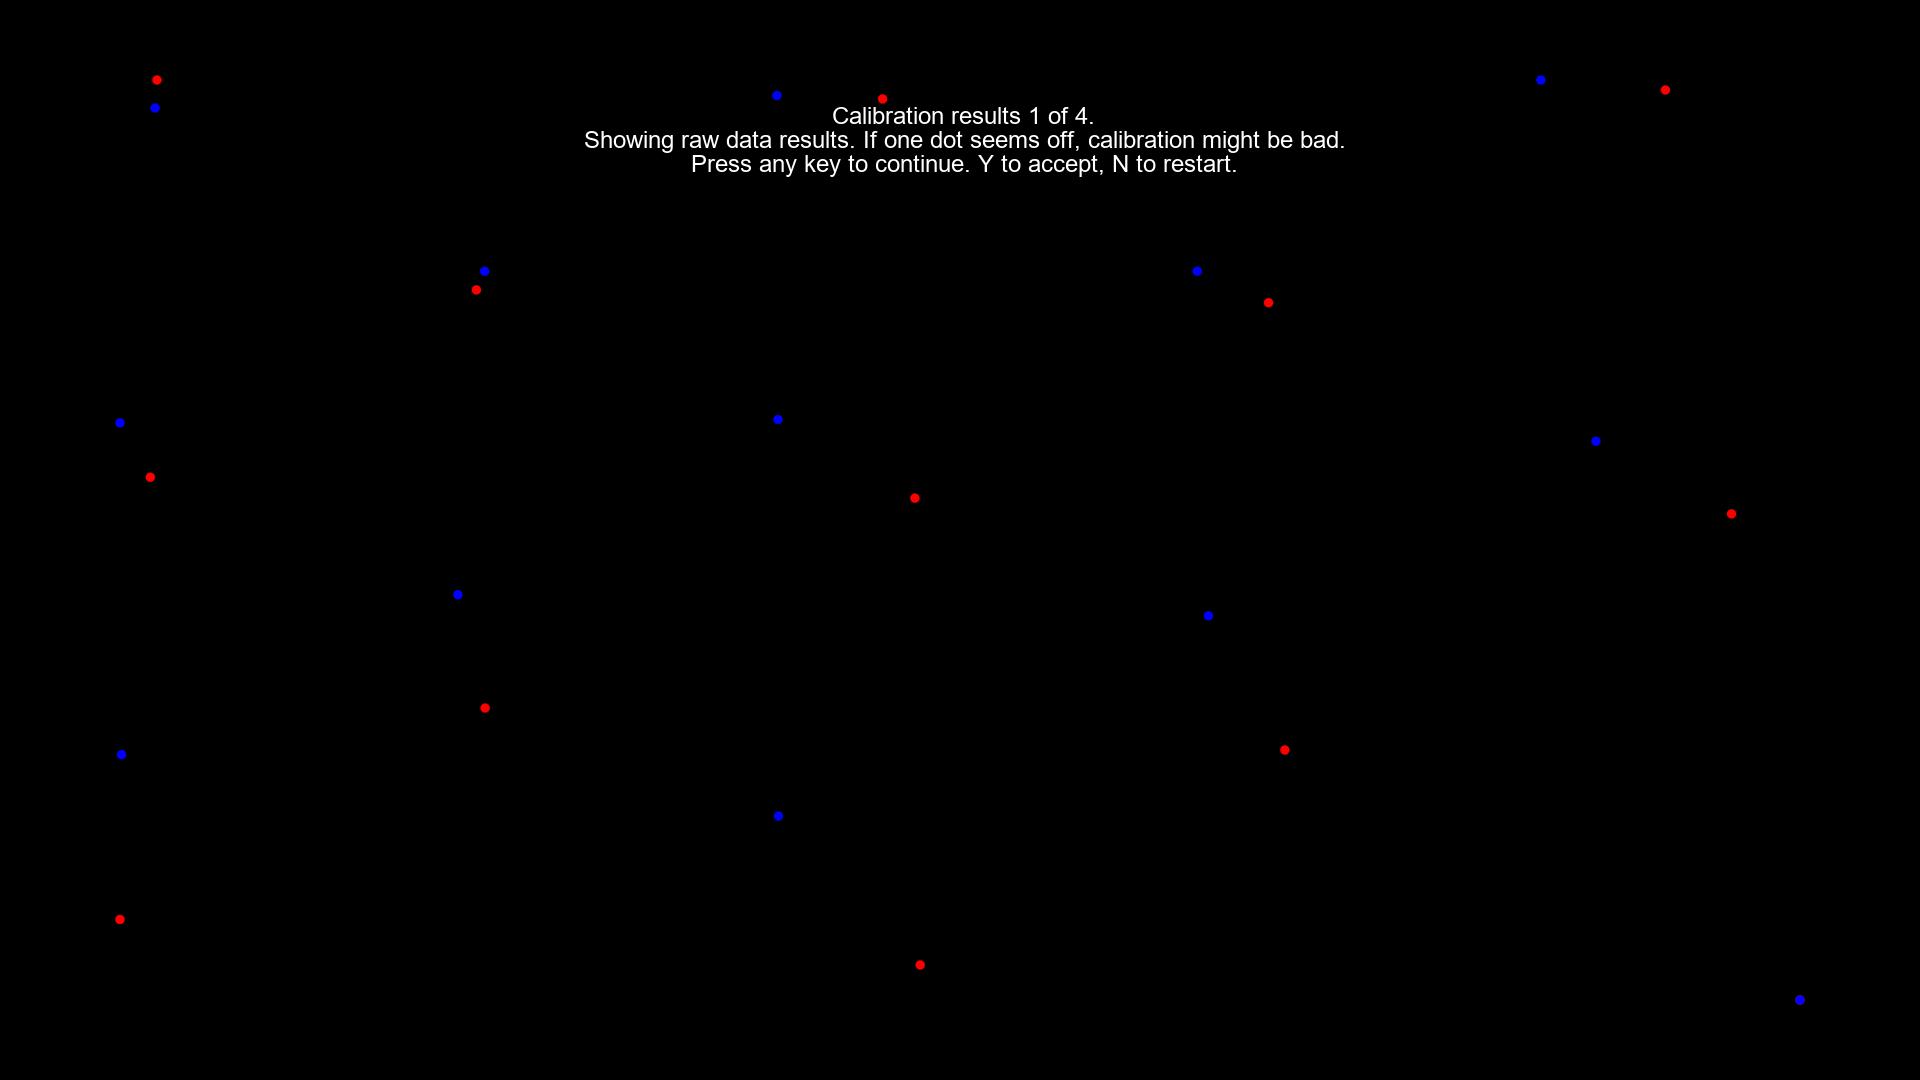 Calibration results 1 of 4.
Showing raw data results. If one dot seems off, calibration might be bad.
Press any key to continue. Y to accept, N to restart.